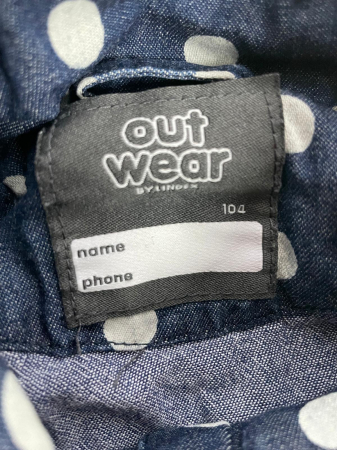 out
wear
BY LINDEX
104
name
phone